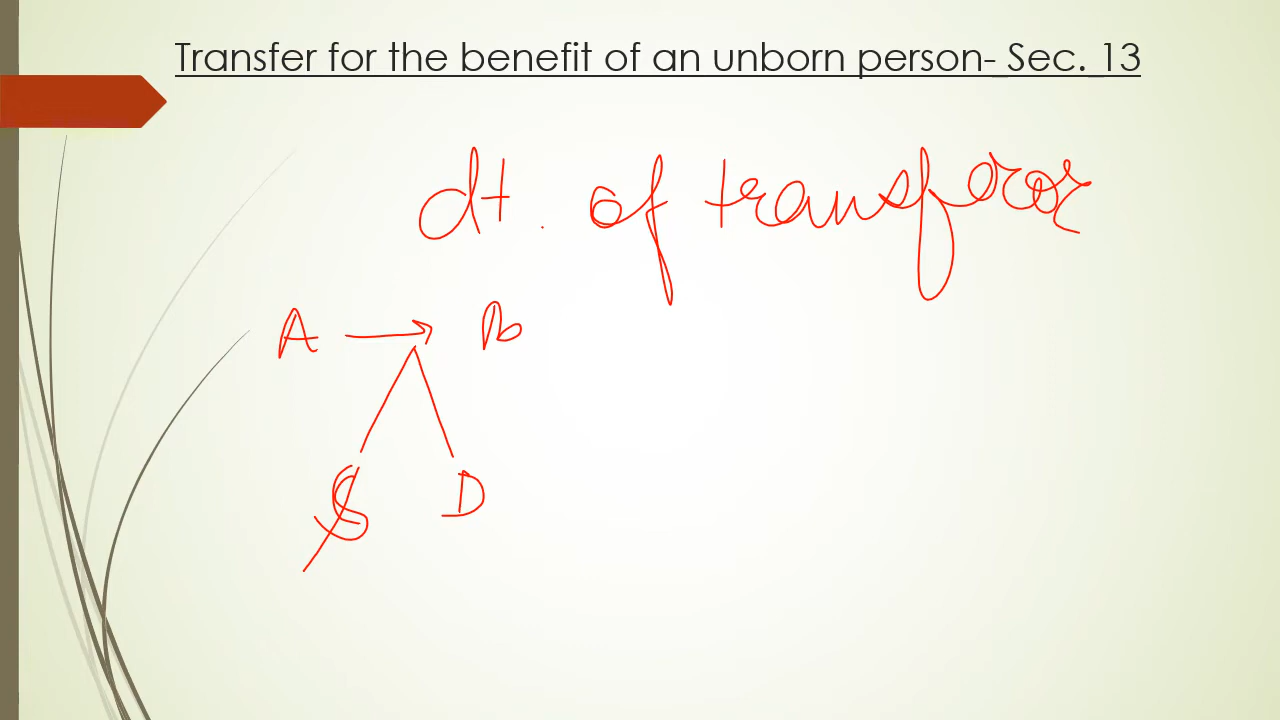 Transfer for the benefit of an unborn person- Sec. 13
dt. of transferor
A → B
S D